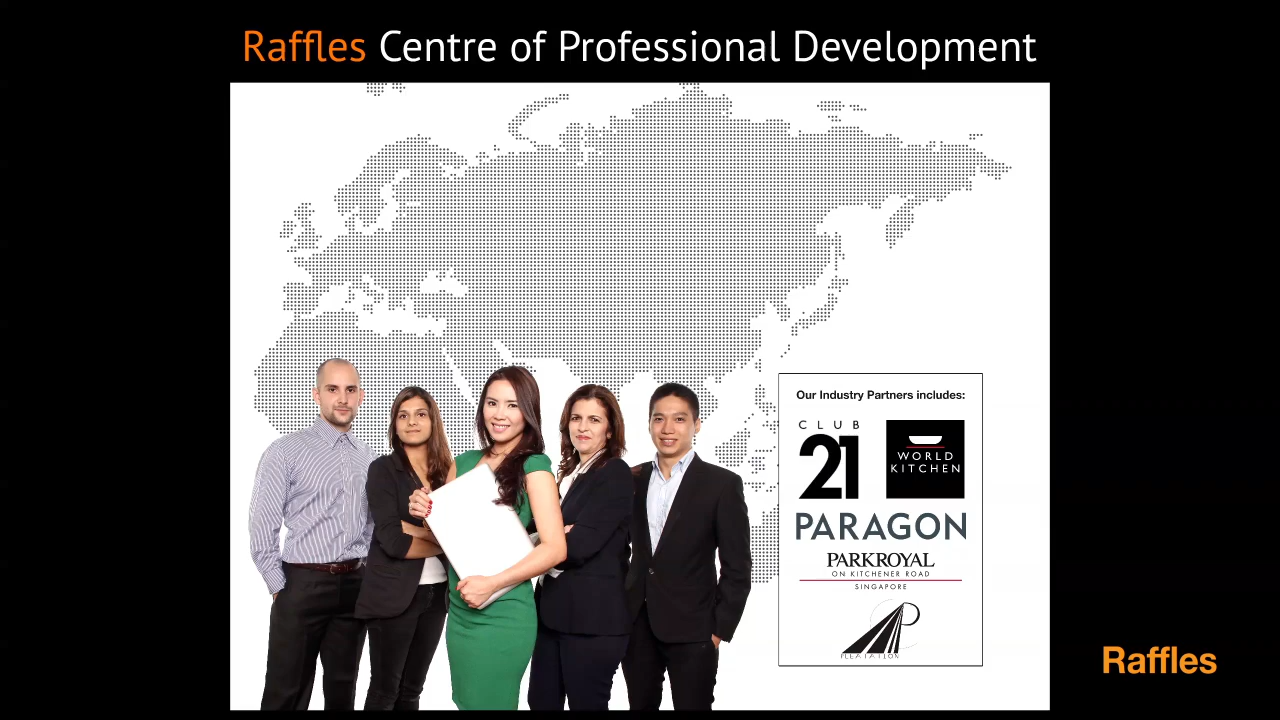 Raffles Centre of Professional Development
Our Industry Partners includes:
CLUB
21
WORLD
KITCHEN
PARAGON
PARKROYAL
ON KITCHENER ROAD
SINGAPORE
P
PLEATATION
Raffles